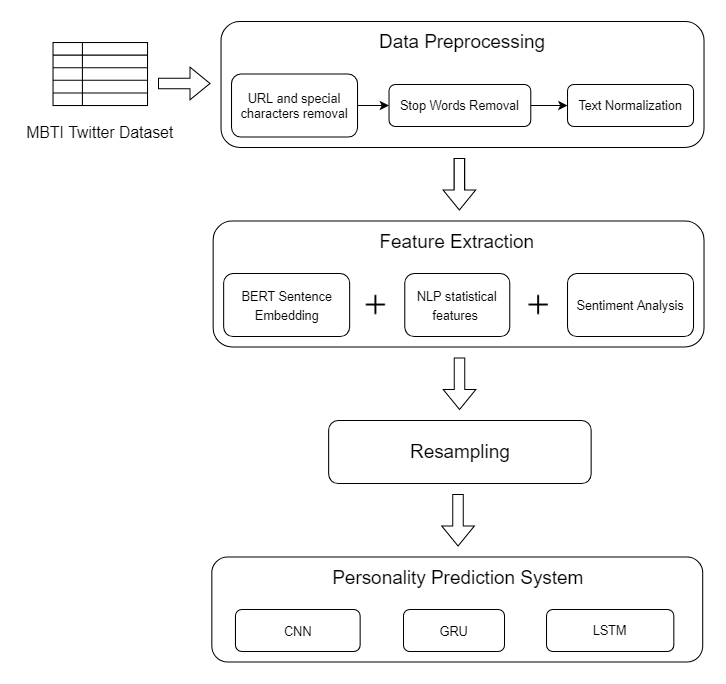 Data Preprocessing
URL and special
characters removal
Stop Words Removal
Text Normalization
MBTI Twitter Dataset
Feature Extraction
BERT Sentence
Embedding
+
NLP statistical
features
+
Sentiment Analysis
Resampling
Personality Prediction System
CNN
GRU
LSTM